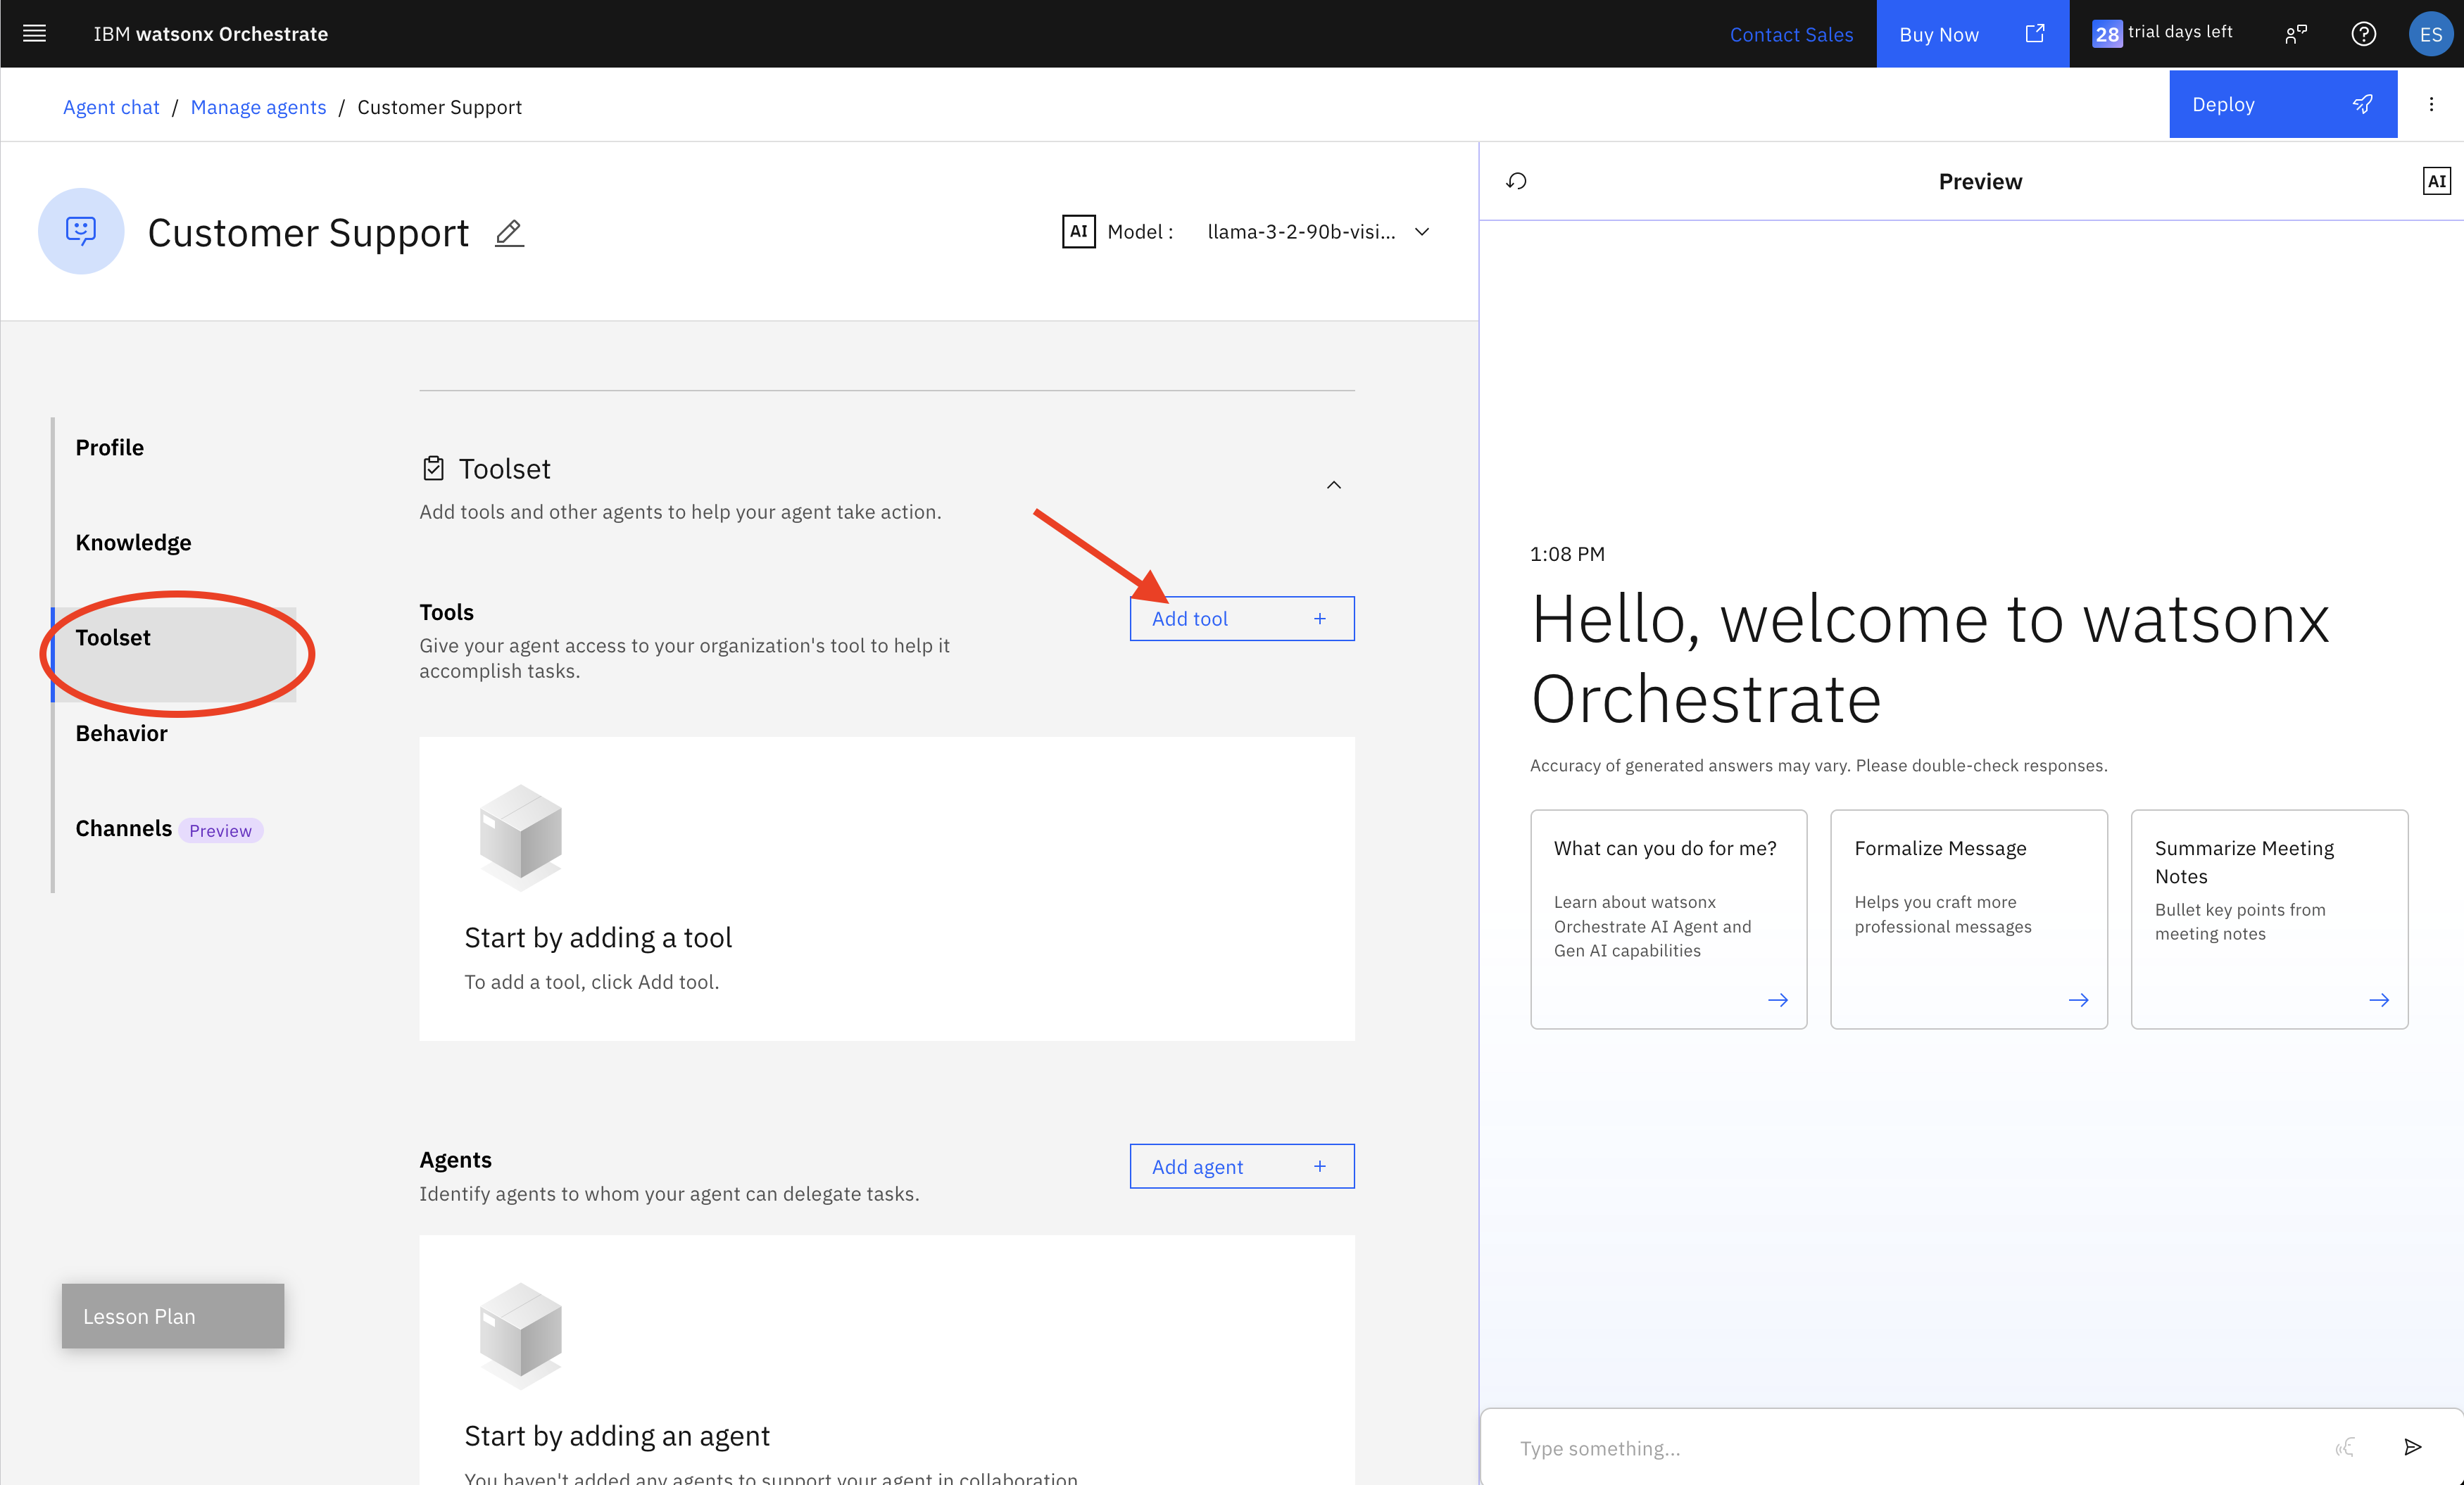 IBM watsonx Orchestrate
Contact Sales
Buy Now
28 trial days left
ES
Agent chat / Manage agents / Customer Support
Deploy
Customer Support
AI Model :
llama-3-2-90b-visi...
Preview
AI
Profile
Knowledge
Toolset
Behavior
Channels Preview
Lesson Plan
Toolset
Add tools and other agents to help your agent take action.
Tools
Add tool +
Give your agent access to your organization's tool to help it
accomplish tasks.
Start by adding a tool
To add a tool, click Add tool.
Agents
Add agent +
Identify agents to whom your agent can delegate tasks.
Start by adding an agent
You haven't added any agents to support your agent in collaboration
1:08 PM
Hello, welcome to watsonx
Orchestrate
Accuracy of generated answers may vary. Please double-check responses.
What can you do for me?
Learn about watsonx
Orchestrate AI Agent and
Gen AI capabilities
Formalize Message
Helps you craft more
professional messages
Summarize Meeting
Notes
Bullet key points from
meeting notes
Type something...